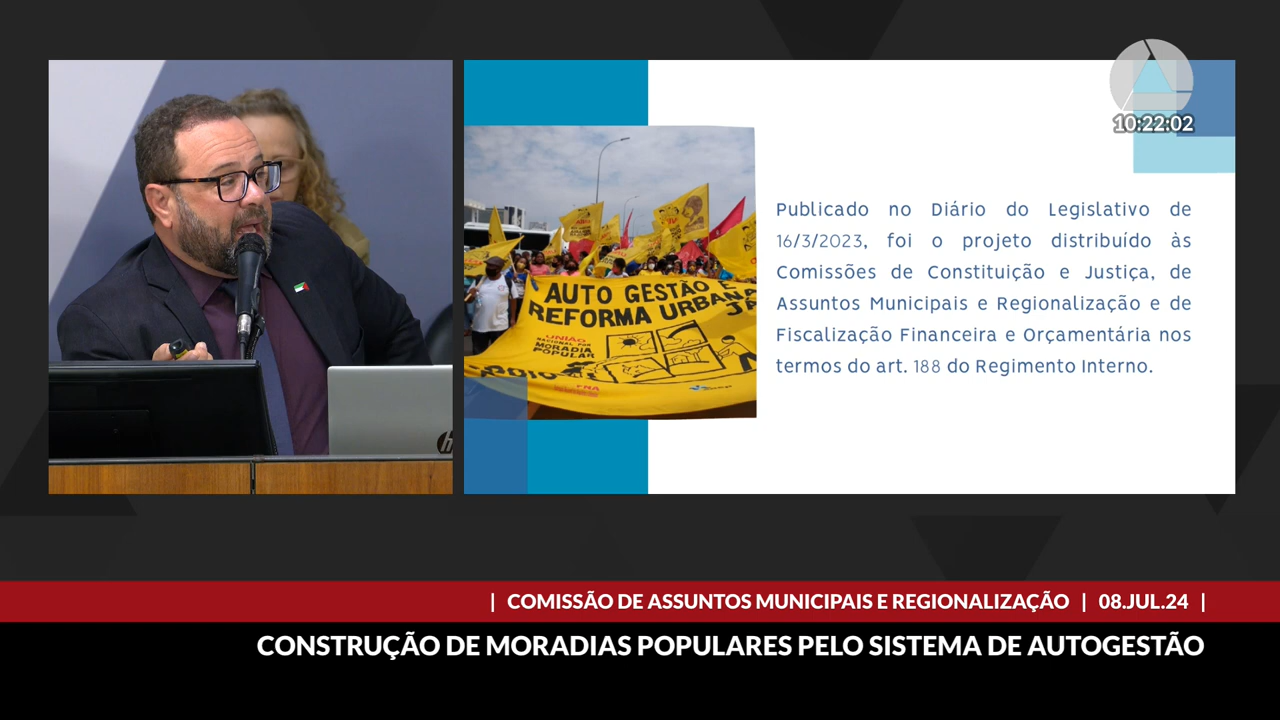 10:22:02
Publicado no Diário do Legislativo de
16/3/2023, foi o projeto distribuído às
Comissões de Constituição e Justiça, de
Assuntos Municipais e Regionalização e de
Fiscalização Financeira e Orçamentária nos
termos do art. 188 do Regimento Interno.
AUTO GESTÃO E
REFORMA URBANA
JÁ
UNIÃO
NACIONAL POR
MORADIA
POPULAR
hp
| COMISSÃO DE ASSUNTOS MUNICIPAIS E REGIONALIZAÇÃO | 08.JUL.24 |
CONSTRUÇÃO DE MORADIAS POPULARES PELO SISTEMA DE AUTOGESTÃO